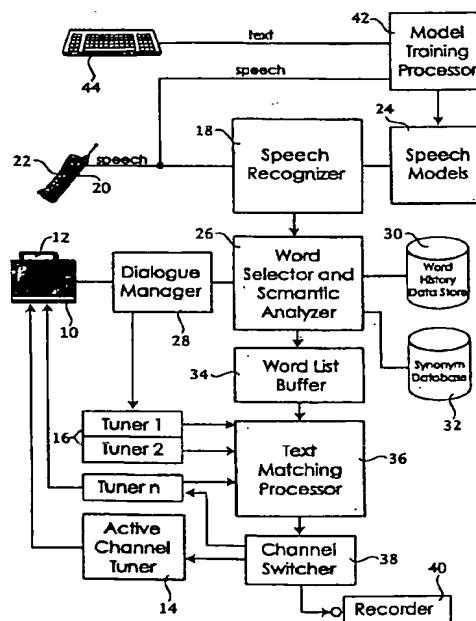 42
Model
Training
Processor
text
44
speech
24
18
22
speech
20
Speech
Recognizer
Speech
Models
12
26
30
Dialogue
Manager
Word
Selector and
Semantic
Analyzer
Word
History
Data Store
10
28
34
Word List
Buffer
Synonym
Database
32
16
Tuner 1
Tuner 2
Tuner n
Text
Matching
Processor
36
Active
Channel
Tuner
14
Channel
Switcher
38
40
Recorder